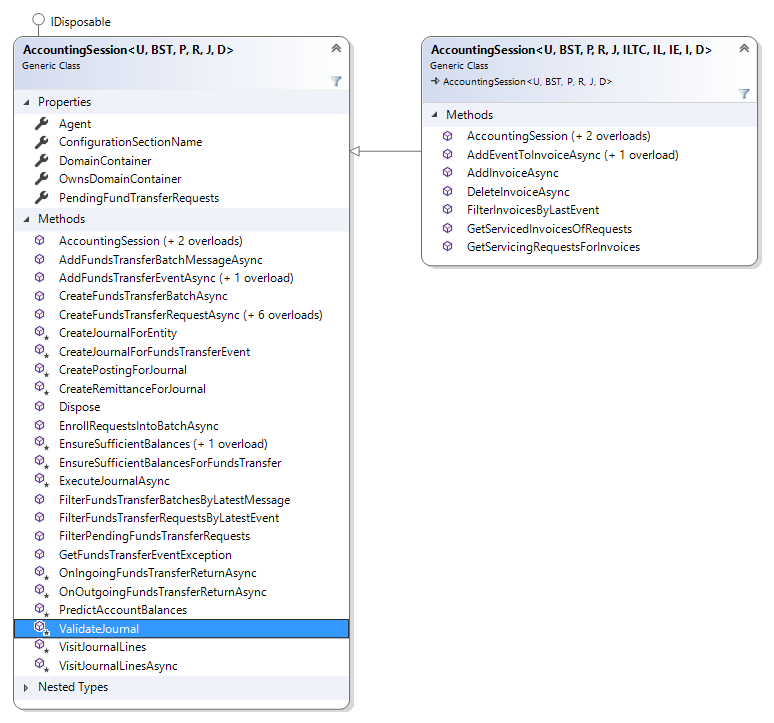 IDisposable
AccountingSession<U, BST, P, R, J, D>
Generic Class
Properties
Agent
ConfigurationSectionName
DomainContainer
OwnsDomainContainer
PendingFundTransferRequests
Methods
AccountingSession (+ 2 overloads)
AddFundsTransferBatchMessageAsync
AddFundsTransferEventAsync (+ 1 overload)
CreateFundsTransferBatchAsync
CreateFundsTransferRequestAsync (+ 6 overloads)
CreateJournalForEntity
CreateJournalForFundsTransferEvent
CreatePostingForJournal
CreateRemittanceForJournal
Dispose
EnrollRequestsIntoBatchAsync
EnsureSufficientBalances (+ 1 overload)
EnsureSufficientBalancesForFundsTransfer
ExecuteJournalAsync
FilterFundsTransferBatchesByLatestMessage
FilterFundsTransferRequestsByLatestEvent
FilterPendingFundsTransferRequests
GetFundsTransferEventException
OnIngoingFundsTransferReturnAsync
OnOutgoingFundsTransferReturnAsync
PredictAccountBalances
ValidateJournal
VisitJournalLines
VisitJournalLinesAsync
Nested Types
AccountingSession<U, BST, P, R, J, ILTC, IL, IE, I, D>
Generic Class
AccountingSession<U, BST, P, R, J, D>
Methods
AccountingSession (+ 2 overloads)
AddEventToInvoiceAsync (+ 1 overload)
AddInvoiceAsync
DeleteInvoiceAsync
FilterInvoicesByLastEvent
GetServicedInvoicesOfRequests
GetServicingRequestsForInvoices